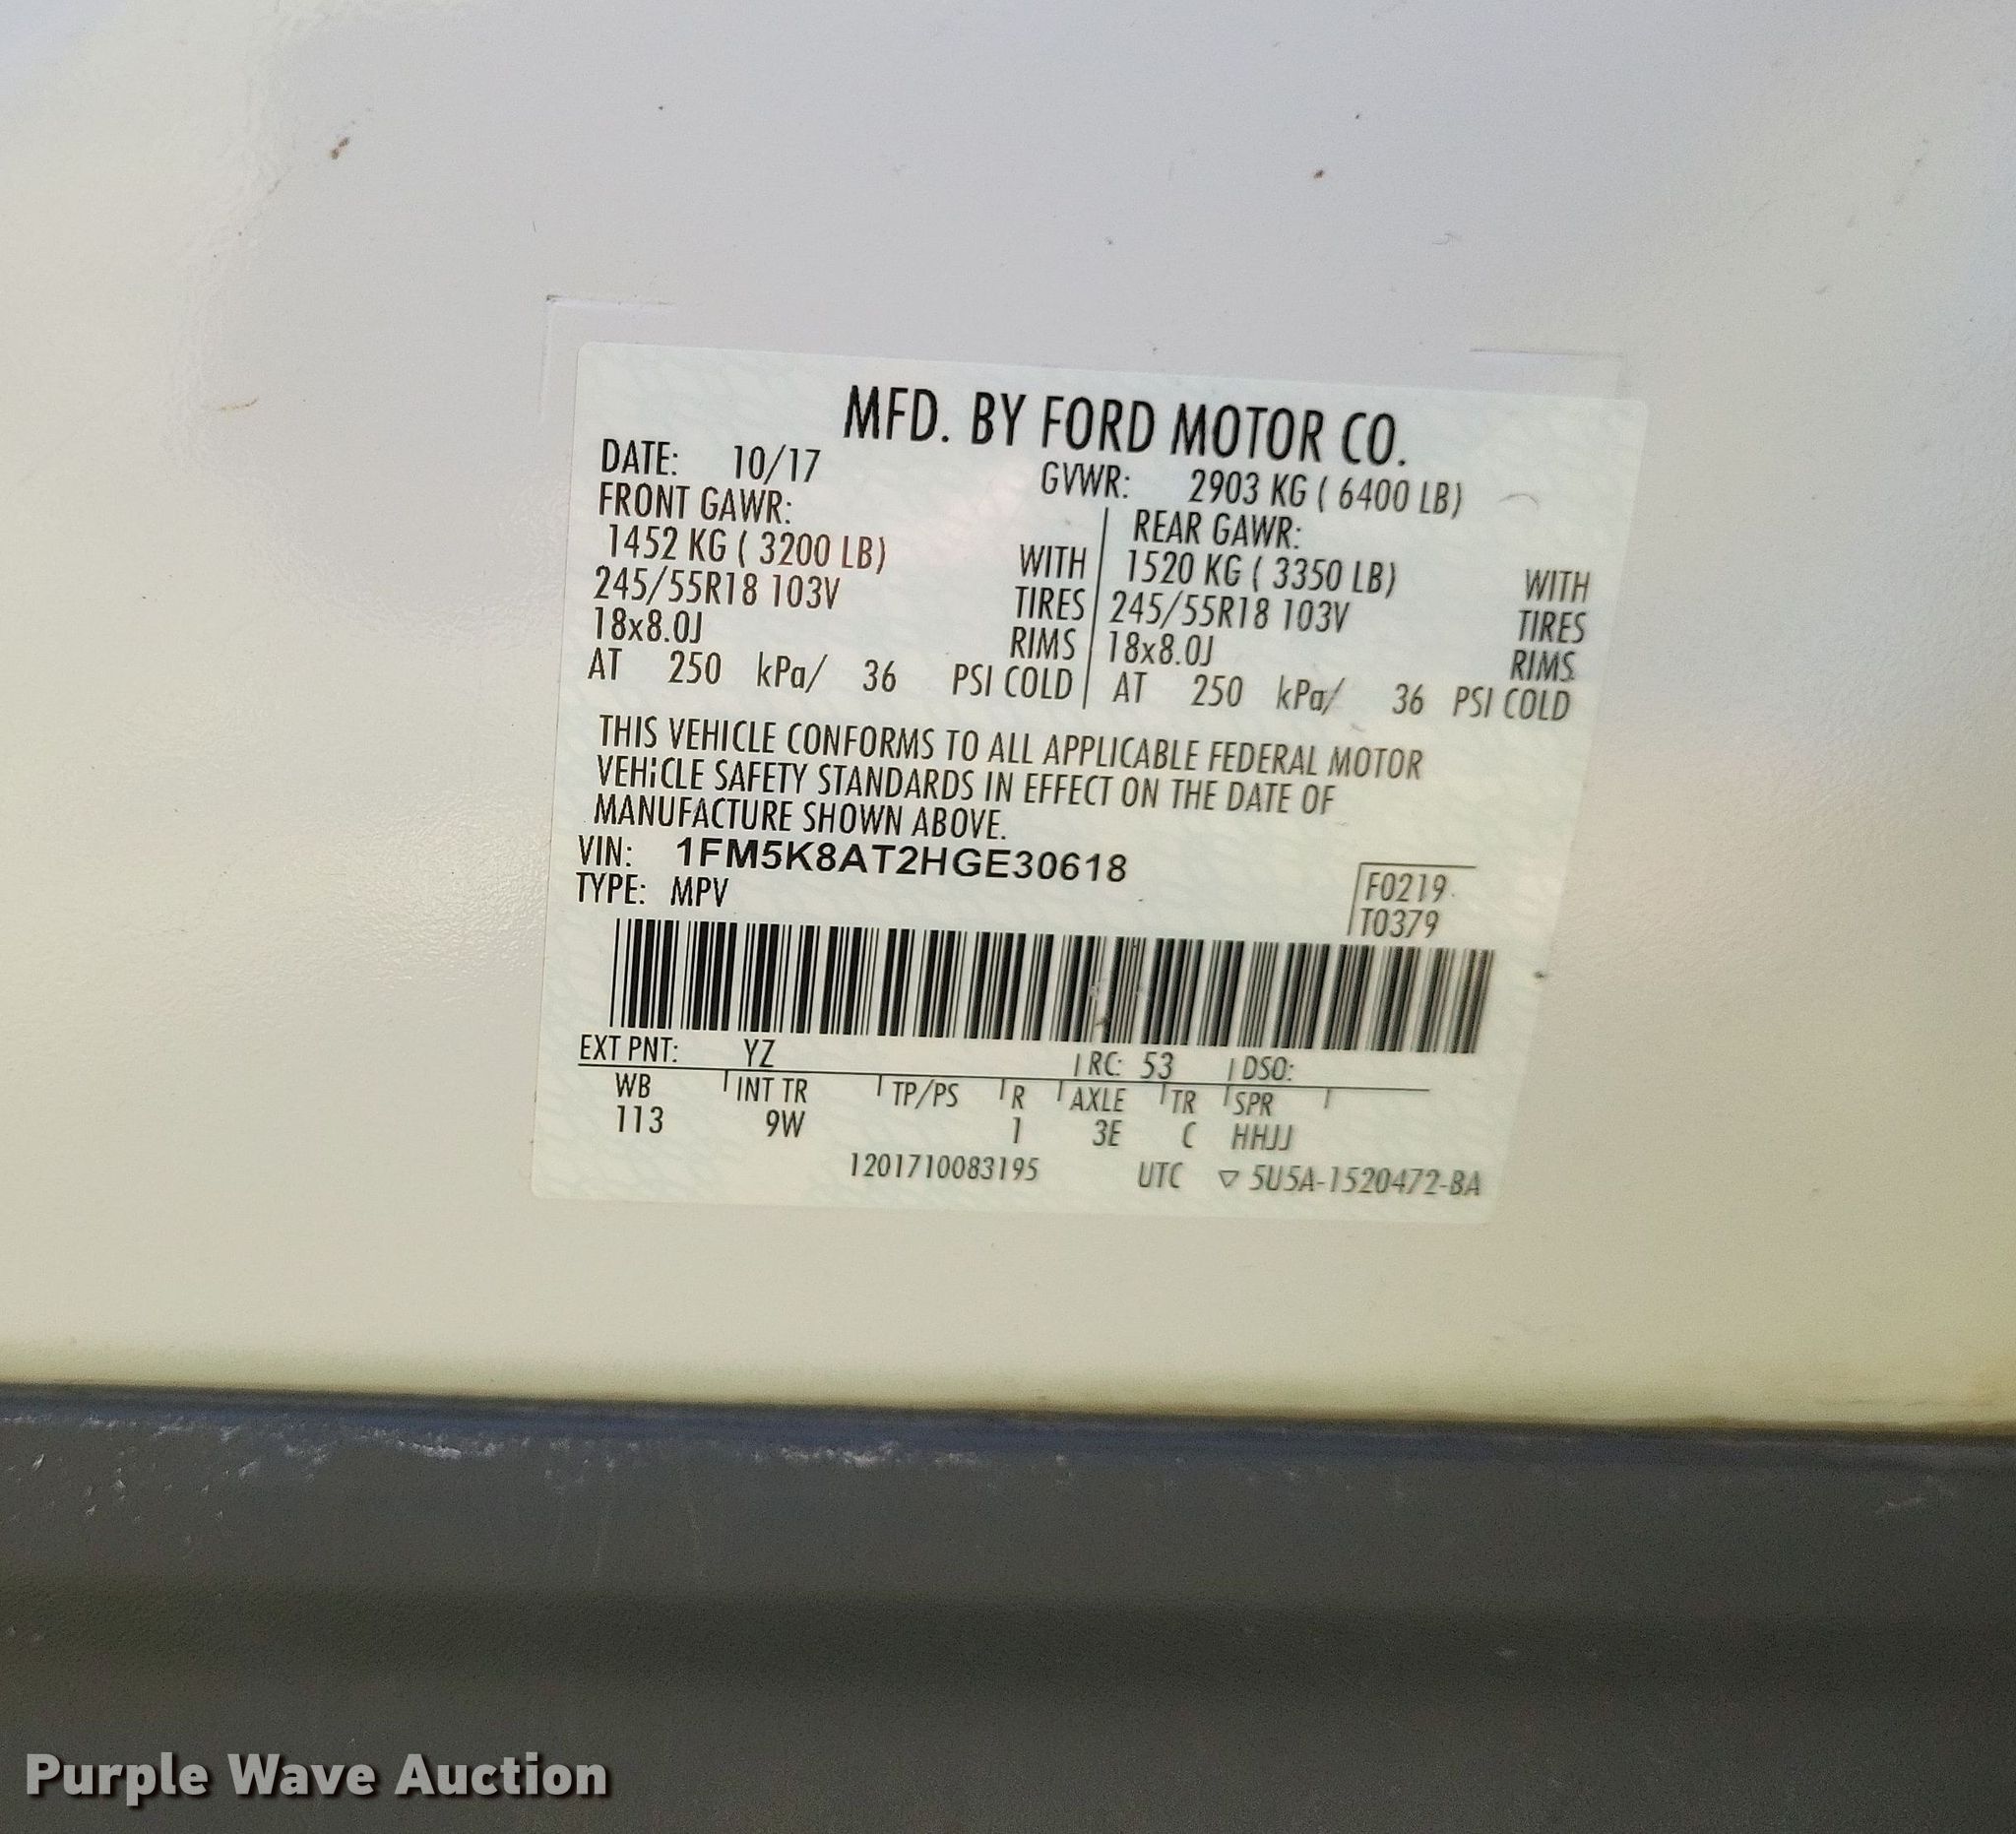 MFD. BY FORD MOTOR CO.
DATE: 10/17 GVWR: 2903 KG ( 6400 LB)
FRONT GAWR: REAR GAWR:
1452 KG ( 3200 LB) WITH 1520 KG ( 3350 LB) WITH
245/55R18 103V TIRES 245/55R18 103V TIRES
18x8.0J RIMS 18x8.0J RIMS
AT 250 kPa/ 36 PSI COLD AT 250 kPa/ 36 PSI COLD
THIS VEHICLE CONFORMS TO ALL APPLICABLE FEDERAL MOTOR
VEHiCLE SAFETY STANDARDS IN EFFECT ON THE DATE OF
MANUFACTURE SHOWN ABOVE.
VIN: 1FM5K8AT2HGE30618
TYPE: MPV
F0219
T0379
EXT PNT: YZ RC: 53 DSO:
WB INT TR TP/PS R AXLE TR SPR
113 9W 1 3E C HHJJ
1201710083195 UTC ▽ 5U5A-1520472-BA
Purple Wave Auction